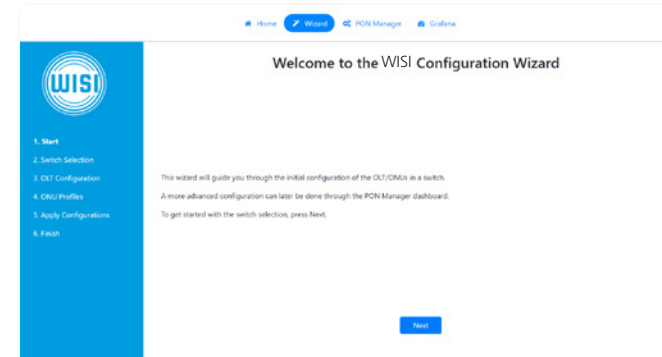 Home Wizard PON Manager Grafana
Welcome to the WISI Configuration Wizard
WISI
1. Start
2. Switch Selection
3. OLT Configuration
4. ONU Profiles
5. Apply Configurations
6. Finish
This wizard will guide you through the initial configuration of the OLT/ONUs in a switch.
A more advanced configuration can later be done through the PON Manager dashboard.
To get started with the switch selection, press Next.
Next